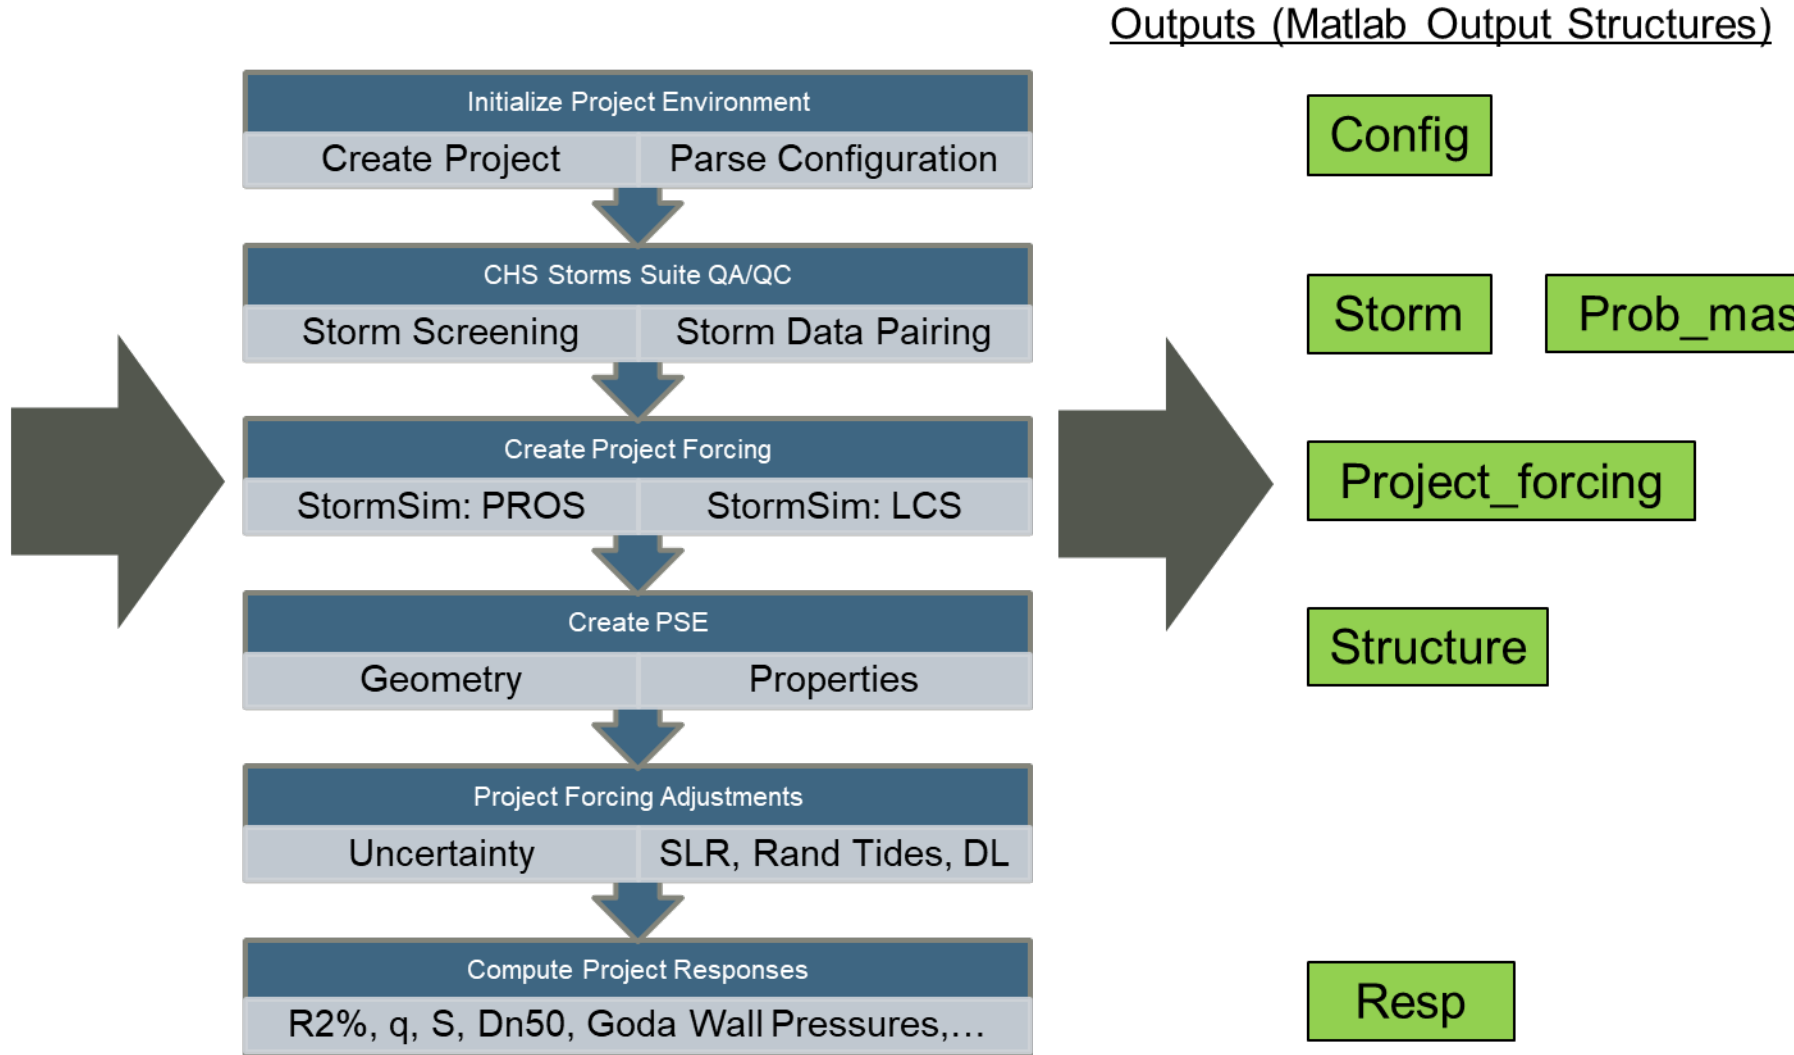 Outputs (Matlab Output Structures)
Initialize Project Environment
Create Project
Parse Configuration
Config
CHS Storms Suite QA/QC
Storm Screening
Storm Data Pairing
Storm
Prob_mas
Create Project Forcing
StormSim: PROS
StormSim: LCS
Project_forcing
Create PSE
Geometry
Properties
Structure
Project Forcing Adjustments
Uncertainty
SLR, Rand Tides, DL
Compute Project Responses
R2%, q, S, Dn50, Goda Wall Pressures,...
Resp